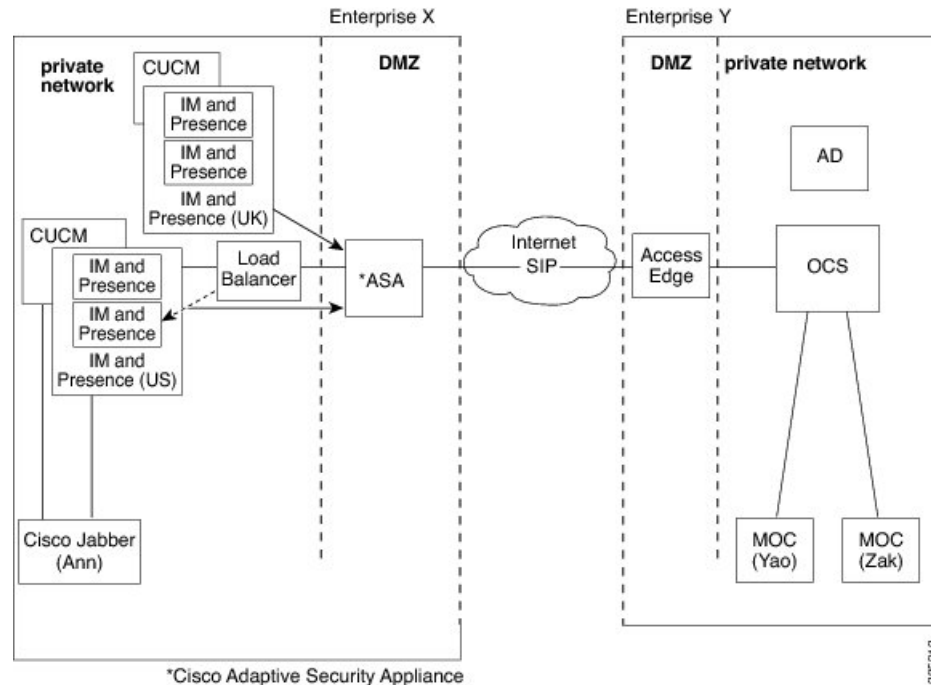 Enterprise X
Enterprise Y
private
network
CUCM
DMZ
DMZ
private network
IM and
Presence
IM and
Presence
IM and
Presence (UK)
AD
CUCM
IM and
Presence
IM and
Presence
IM and
Presence (US)
Load
Balancer
*ASA
Internet
SIP
Access
Edge
OCS
Cisco Jabber
(Ann)
MOC
(Yao)
MOC
(Zak)
*Cisco Adaptive Security Appliance